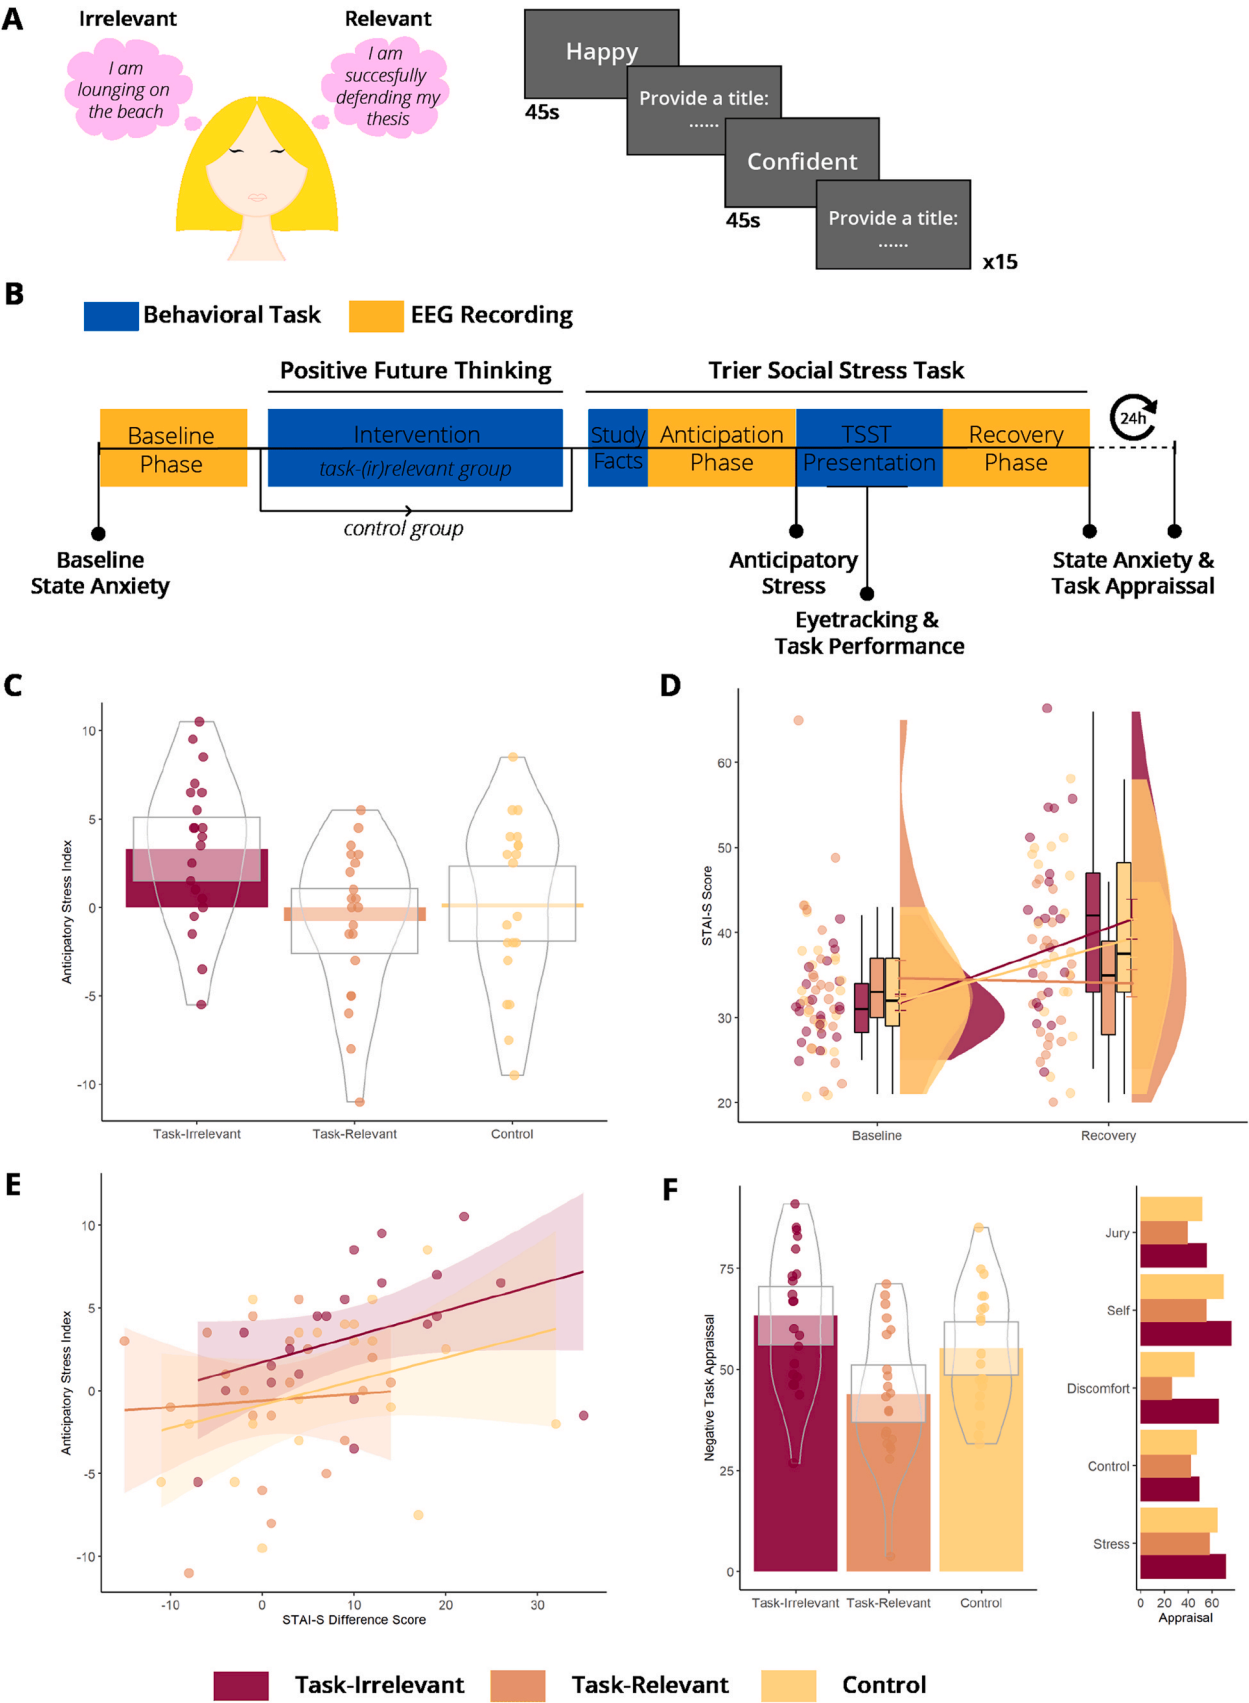 A
Irrelevant
Relevant
I am
lounging on
the beach
I am
succesfully
defending my
thesis
Happy
45s
Provide a title:
......
Confident
45s
Provide a title:
......
x15
B
Behavioral Task
EEG Recording
Positive Future Thinking
Trier Social Stress Task
Baseline
Phase
Intervention
task-(ir)relevant group
control group
Study
Facts
Anticipation
Phase
TSST
Presentation
Recovery
Phase
24h
Baseline
State Anxiety
Anticipatory
Stress
Eyetracking &
Task Performance
State Anxiety &
Task Appraissal
C
Anticipatory Stress Index
10
5
0
-5
-10
Task-Irrelevant
Task-Relevant
Control
D
STAI-S Score
60
50
40
30
20
Baseline
Recovery
E
Anticipatory Stress Index
10
5
0
-5
-10
-10
0
10
20
30
STAI-S Difference Score
F
Negative Task Appraissal
75
50
25
0
Task-Irrelevant
Task-Relevant
Control
Jury
Self
Discomfort
Control
Stress
0 20 40 60
Appraisal
Task-Irrelevant
Task-Relevant
Control